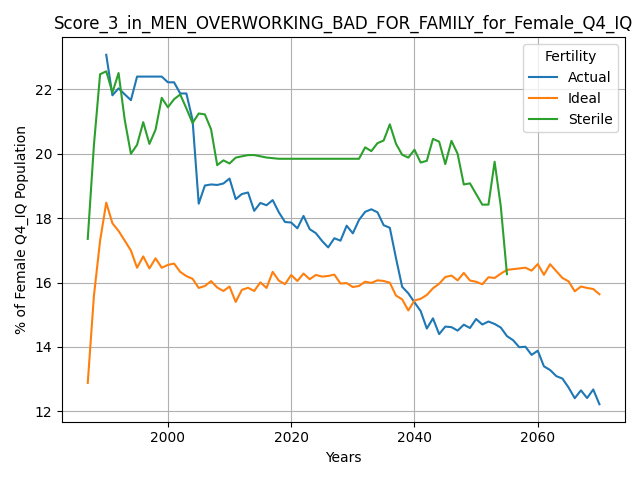 Score_3_in_MEN_OVERWORKING_BAD_FOR_FAMILY_for_Female_Q4_IQ
Fertility
Actual
Ideal
Sterile
% of Female Q4_IQ Population
22
20
18
16
14
12
2000
2020
2040
2060
Years